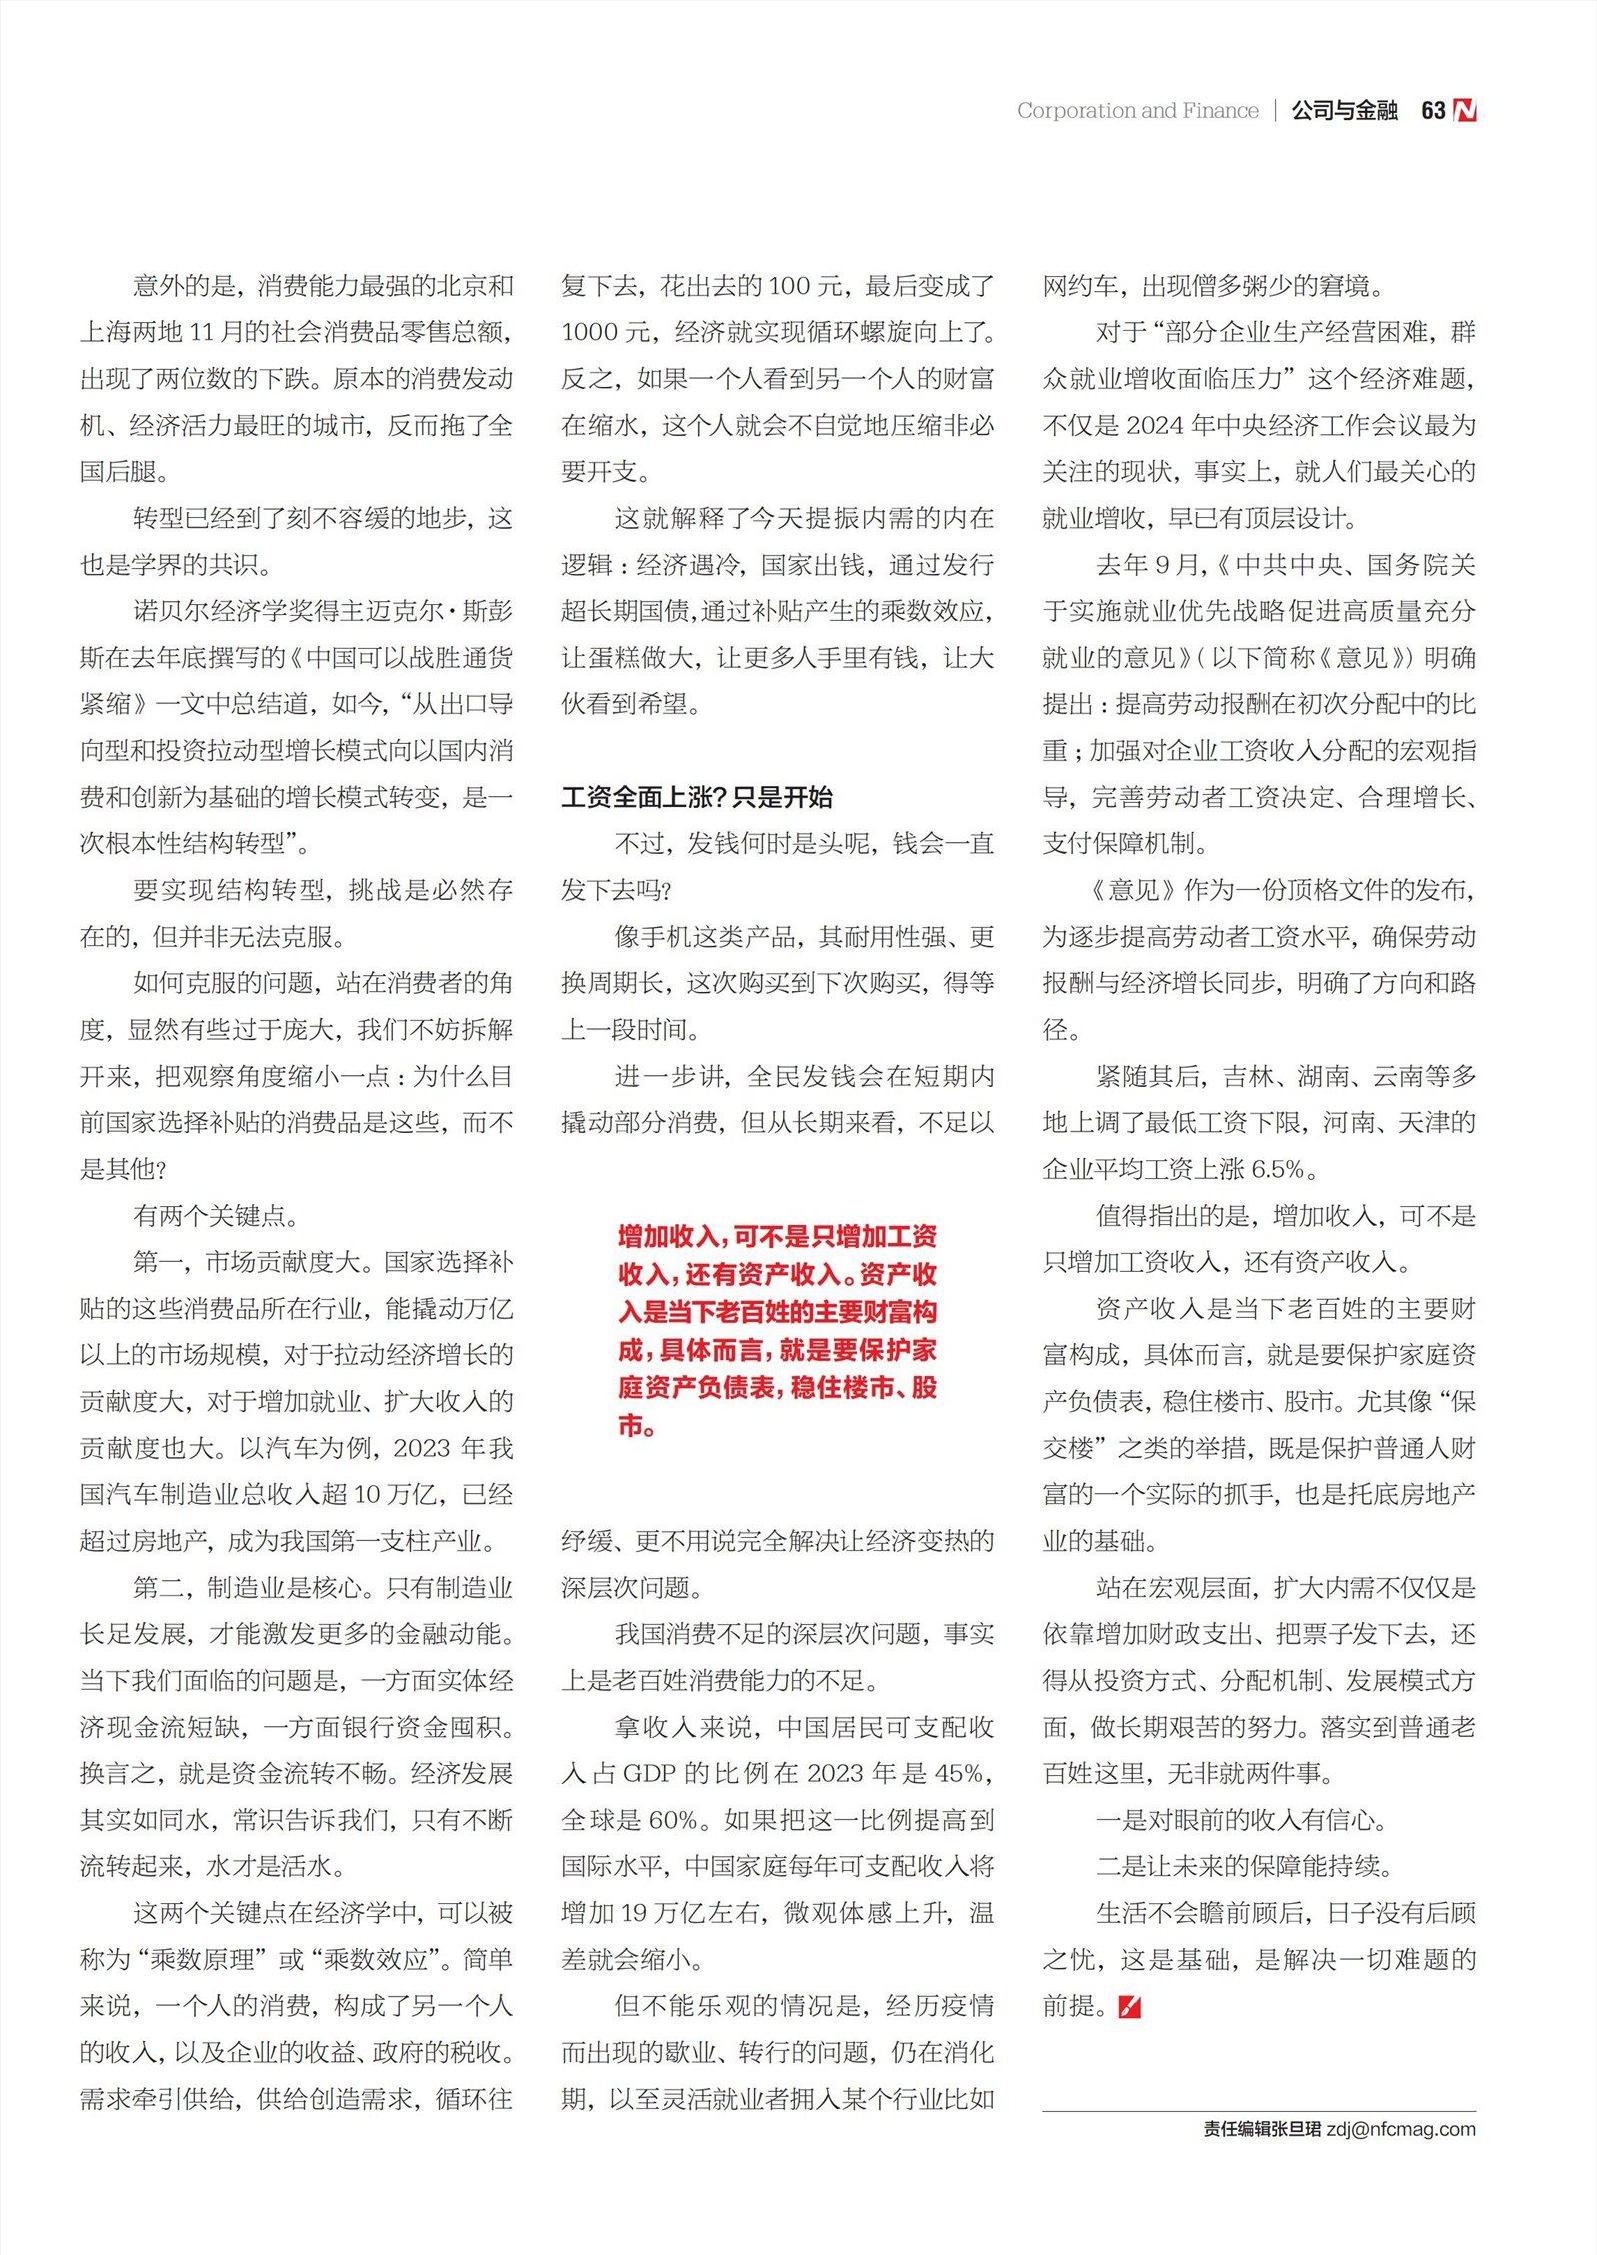 Corporation and Finance | 公司与金融 63
意外的是，消费能力最强的北京和
上海两地 11 月的社会消费品零售总额，
出现了两位数的下跌。原本的消费发动
机、经济活力最旺的城市，反而拖了全
国后腿。
转型已经到了刻不容缓的地步，这
也是学界的共识。
诺贝尔经济学奖得主迈克尔·斯彭
斯在去年底撰写的《中国可以战胜通货
紧缩》一文中总结道，如今，“从出口导
向型和投资拉动型增长模式向以国内消
费和创新为基础的增长模式转变，是一
次根本性结构转型”。
要实现结构转型，挑战是必然存
在的，但并非无法克服。
如何克服的问题，站在消费者的角
度，显然有些过于庞大，我们不妨拆解
开来，把观察角度缩小一点：为什么目
前国家选择补贴的消费品是这些，而不
是其他？
有两个关键点。
第一，市场贡献度大。国家选择补
贴的这些消费品所在行业，能撬动万亿
以上的市场规模，对于拉动经济增长的
贡献度大，对于增加就业、扩大收入的
贡献度也大。以汽车为例，2023 年我
国汽车制造业总收入超 10 万亿，已经
超过房地产，成为我国第一支柱产业。
第二，制造业是核心。只有制造业
长足发展，才能激发更多的金融动能。
当下我们面临的问题是，一方面实体经
济现金流短缺，一方面银行资金囤积。
换言之，就是资金流转不畅。经济发展
其实如同水，常识告诉我们，只有不断
流转起来，水才是活水。
这两个关键点在经济学中，可以被
称为“乘数原理”或“乘数效应”。简单
来说，一个人的消费，构成了另一个人
的收入，以及企业的收益、政府的税收。
需求牵引供给，供给创造需求，循环往
复下去，花出去的 100 元，最后变成了
1000 元，经济就实现循环螺旋向上了。
反之，如果一个人看到另一个人的财富
在缩水，这个人就会不自觉地压缩非必
要开支。
这就解释了今天提振内需的内在
逻辑：经济遇冷，国家出钱，通过发行
超长期国债，通过补贴产生的乘数效应，
让蛋糕做大，让更多人手里有钱，让大
伙看到希望。
工资全面上涨？只是开始
不过，发钱何时是头呢，钱会一直
发下去吗？
像手机这类产品，其耐用性强、更
换周期长，这次购买到下次购买，得等
上一段时间。
进一步讲，全民发钱会在短期内
撬动部分消费，但从长期来看，不足以
增加收入，可不是只增加工资
收入，还有资产收入。资产收
入是当下老百姓的主要财富构
成，具体而言，就是要保护家
庭资产负债表，稳住楼市、股
市。
纾缓、更不用说完全解决让经济变热的
深层次问题。
我国消费不足的深层次问题，事实
上是老百姓消费能力的不足。
拿收入来说，中国居民可支配收
入占 GDP 的比例在 2023 年是 45%，
全球是 60%。如果把这一比例提高到
国际水平，中国家庭每年可支配收入将
增加 19 万亿左右，微观体感上升，温
差就会缩小。
但不能乐观的情况是，经历疫情
而出现的歇业、转行的问题，仍在消化
期，以至灵活就业者拥入某个行业比如
网约车，出现僧多粥少的窘境。
对于“部分企业生产经营困难，群
众就业增收面临压力”这个经济难题，
不仅是 2024 年中央经济工作会议最为
关注的现状，事实上，就人们最关心的
就业增收，早已有顶层设计。
去年 9 月，《中共中央、国务院关
于实施就业优先战略促进高质量充分
就业的意见》（以下简称《意见》）明确
提出：提高劳动报酬在初次分配中的比
重；加强对企业工资收入分配的宏观指
导，完善劳动者工资决定、合理增长、
支付保障机制。
《意见》作为一份顶格文件的发布，
为逐步提高劳动者工资水平，确保劳动
报酬与经济增长同步，明确了方向和路
径。
紧随其后，吉林、湖南、云南等多
地上调了最低工资下限，河南、天津的
企业平均工资上涨 6.5%。
值得指出的是，增加收入，可不是
只增加工资收入，还有资产收入。
资产收入是当下老百姓的主要财
富构成，具体而言，就是要保护家庭资
产负债表，稳住楼市、股市。尤其像“保
交楼”之类的举措，既是保护普通人财
富的一个实际的抓手，也是托底房地产
业的基础。
站在宏观层面，扩大内需不仅仅是
依靠增加财政支出、把票子发下去，还
得从投资方式、分配机制、发展模式方
面，做长期艰苦的努力。落实到普通老
百姓这里，无非就两件事。
一是对眼前的收入有信心。
二是让未来的保障能持续。
生活不会瞻前顾后，日子没有后顾
之忧，这是基础，是解决一切难题的
前提。
责任编辑张旦珺 zdj@nfcmag.com